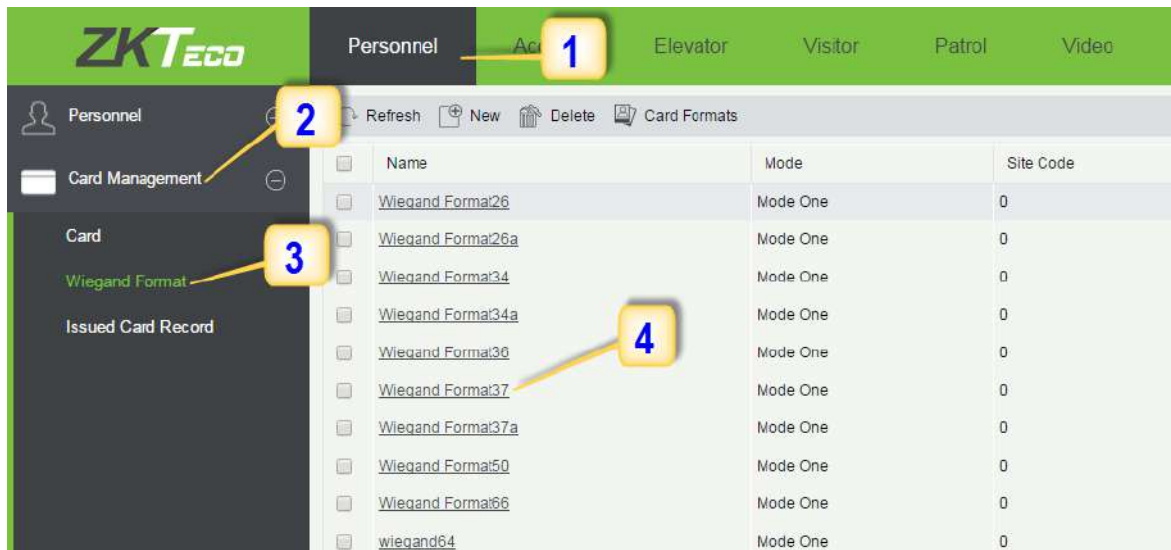 ZKTECO Personnel Acc 1 Elevator Visitor Patrol Video
Personnel 2 Refresh New Delete Card Formats
Name Mode Site Code
Card Management
Wiegand Format26 Mode One 0
Card Wiegand Format26a Mode One 0
3
Wiegand Format Wiegand Format34 Mode One 0
Issued Card Record Wiegand Format34a Mode One 0
4
Wiegand Format36 Mode One 0
Wiegand Format37 Mode One 0
Wiegand Format37a Mode One 0
Wiegand Format50 Mode One 0
Wiegand Format66 Mode One 0
wiegand64 Mode One 0